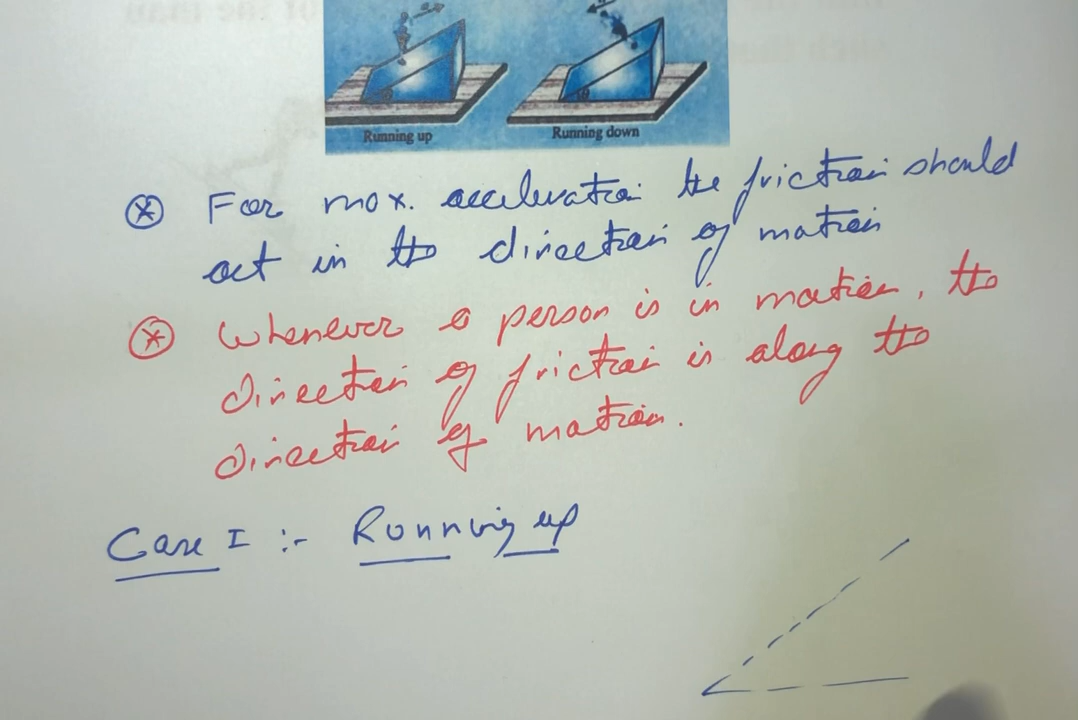 Running up
Running down
⊛ For max. acceleration the friction should
act in the direction of motion
⊛ Whenever a person is in motion, the
direction of friction is along the
direction of motion.
Case I :- Running up